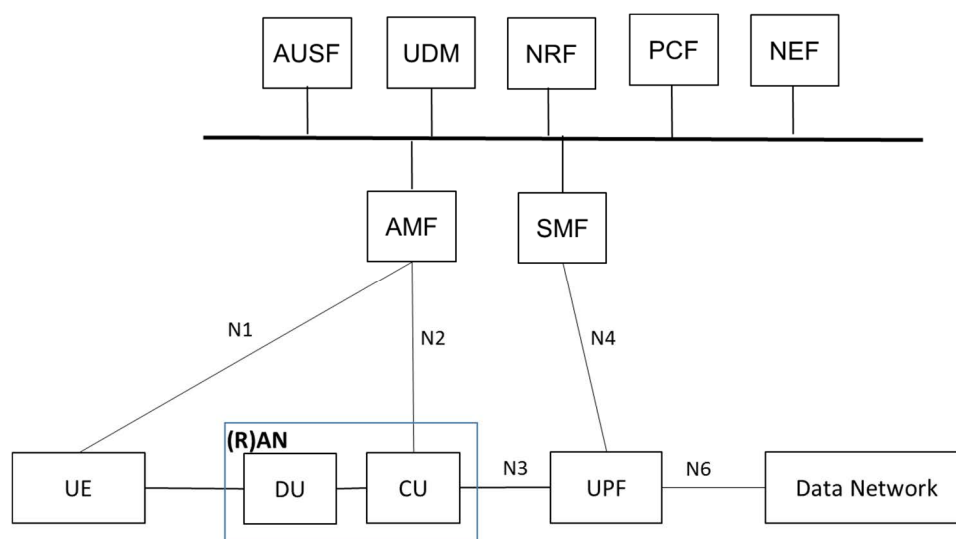 AUSF
UDM
NRF
PCF
NEF
AMF
SMF
N1
N2
N4
(R)AN
UE
DU
CU
N3
UPF
N6
Data Network